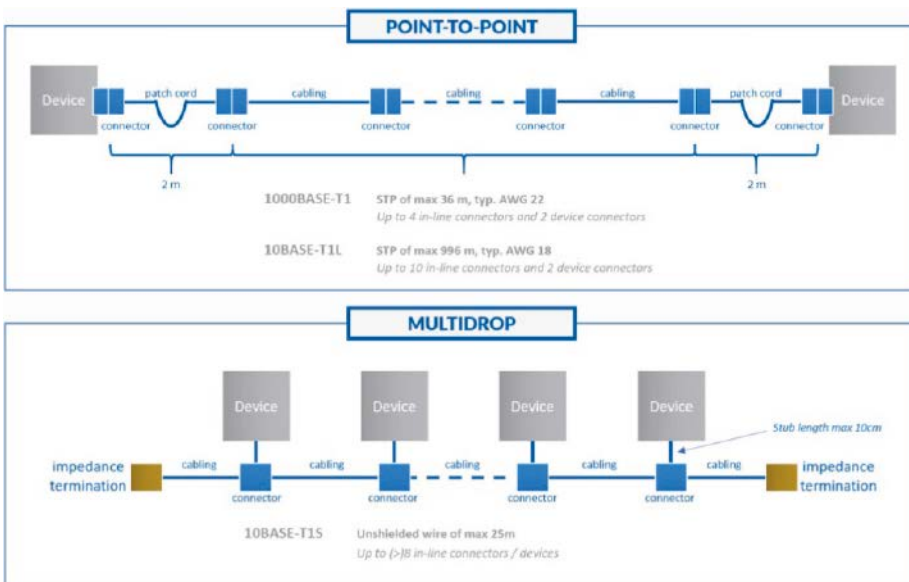 POINT-TO-POINT
Device
patch cord
cabling
cabling
cabling
patch cord
Device
connector
connector
connector
connector
connector
connector
2 m
2 m
1000BASE-T1 STP of max 36 m, typ. AWG 22
Up to 4 in-line connectors and 2 device connectors
10BASE-T1L STP of max 996 m, typ. AWG 18
Up to 10 in-line connectors and 2 device connectors
MULTIDROP
Device
Device
Device
Device
Stub length max 10cm
impedance
termination
cabling
cabling
cabling
cabling
cabling
impedance
termination
connector
connector
connector
connector
10BASE-T1S Unshielded wire of max 25m
Up to (>)8 in-line connectors / devices